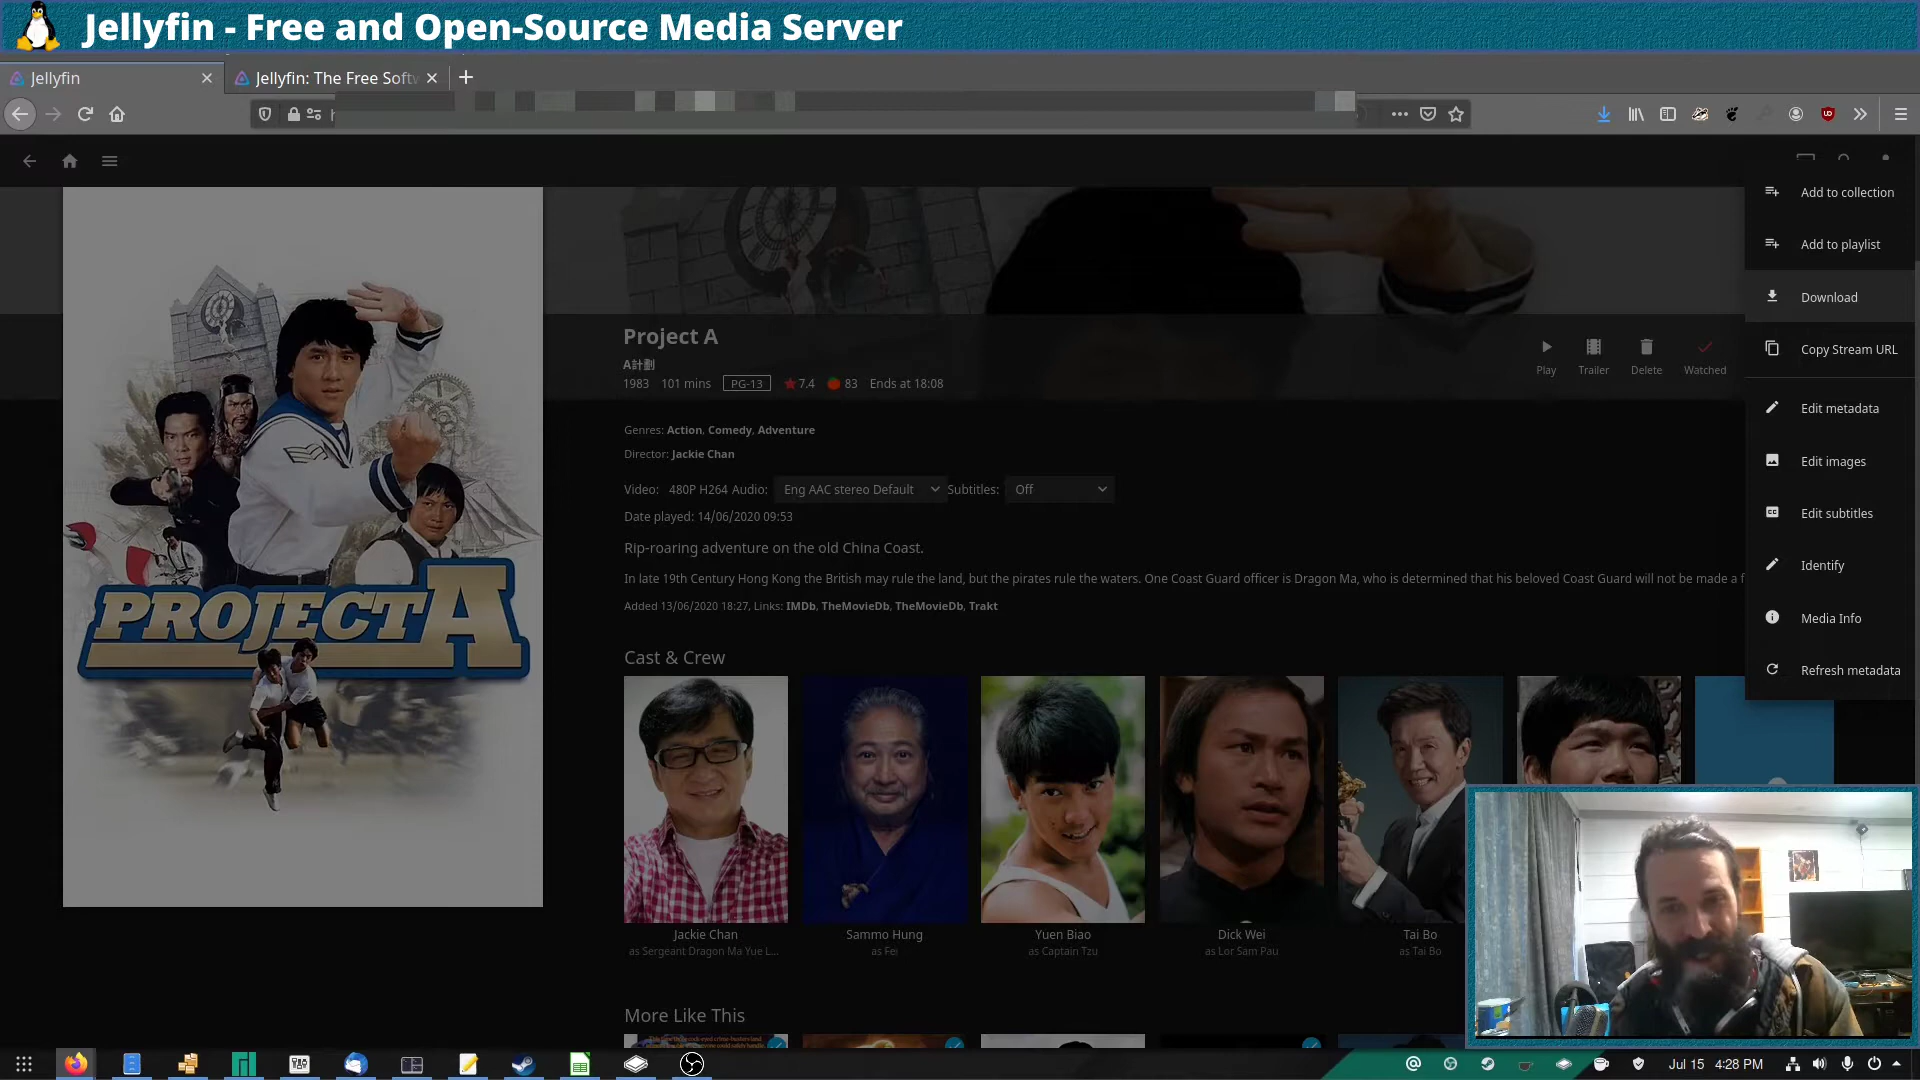 Jellyfin - Free and Open-Source Media Server
Jellyfin
Jellyfin: The Free Softw
Add to collection
Add to playlist
Download
Copy Stream URL
Edit metadata
Edit images
Edit subtitles
Identify
Media Info
Refresh metadata
PROJECT A
Project A
A計劃
1983 101 mins PG-13 7.4 83 Ends at 18:08
Play Trailer Delete Watched
Genres: Action, Comedy, Adventure
Director: Jackie Chan
Video: 480P H264 Audio: Eng AAC stereo Default Subtitles: Off
Date played: 14/06/2020 09:53
Rip-roaring adventure on the old China Coast.
In late 19th Century Hong Kong the British may rule the land, but the pirates rule the waters. One Coast Guard officer is Dragon Ma, who is determined that his beloved Coast Guard will not be made a f
Added 13/06/2020 18:27, Links: IMDb, TheMovieDb, TheMovieDb, Trakt
Cast & Crew
Jackie Chan Sammo Hung Yuen Biao Dick Wei Tai Bo
as Sergeant Dragon Ma Yue L... as Fei as Captain Tzu as Lor Sam Pau as Tai Bo
More Like This
Jul 15 4:28 PM